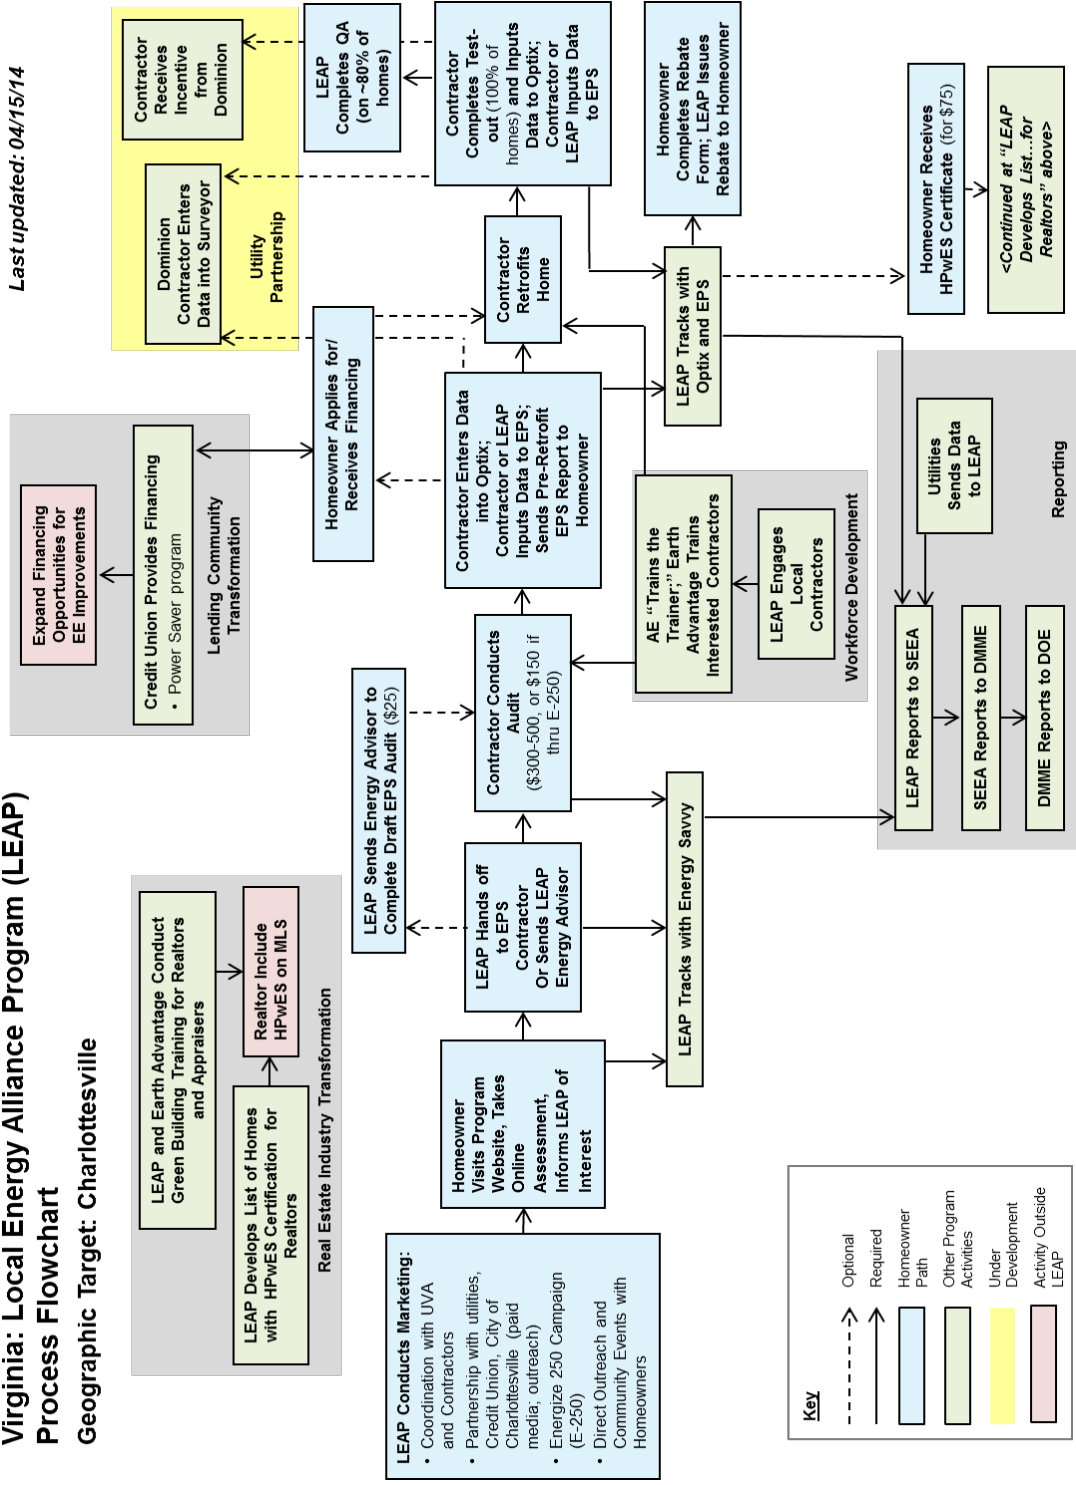 Virginia: Local Energy Alliance Program (LEAP)
Process Flowchart
Geographic Target: Charlottesville
Last updated: 04/15/14
LEAP and Earth Advantage Conduct
Green Building Training for Realtors
and Appraisers
LEAP Develops List of Homes
with HPwES Certification for
Realtors
Realtor Include
HPwES on MLS
Real Estate Industry Transformation
Expand Financing
Opportunities for
EE Improvements
Credit Union Provides Financing
• Power Saver program
Lending Community
Transformation
Contractor
Receives
Incentive
from
Dominion
Dominion
Contractor Enters
Data into Surveyor
Utility
Partnership
LEAP Sends Energy Advisor to
Complete Draft EPS Audit ($25)
Homeowner Applies for/
Receives Financing
LEAP
Completes QA
(on ~80% of
homes)
LEAP Conducts Marketing:
• Coordination with UVA
and Contractors
• Partnership with utilities,
Credit Union, City of
Charlottesville (paid
media; outreach)
• Energize 250 Campaign
(E-250)
• Direct Outreach and
Community Events with
Homeowners
Homeowner
Visits Program
Website, Takes
Online
Assessment,
Informs LEAP of
Interest
LEAP Hands off
to EPS
Contractor
Or Sends LEAP
Energy Advisor
Contractor Conducts
Audit
($300-500, or $150 if
thru E-250)
Contractor Enters Data
into Optix;
Contractor or LEAP
Inputs Data to EPS;
Sends Pre-Retrofit
EPS Report to
Homeowner
Contractor
Retrofits
Home
Contractor
Completes Test-
out (100% of
homes) and Inputs
Data to Optix;
Contractor or
LEAP Inputs Data
to EPS
LEAP Tracks with Energy Savvy
AE “Trains the
Trainer;” Earth
Advantage Trains
Interested Contractors
LEAP Engages
Local
Contractors
Workforce Development
LEAP Tracks with
Optix and EPS
Homeowner
Completes Rebate
Form; LEAP Issues
Rebate to Homeowner
Homeowner Receives
HPwES Certificate (for $75)
<Continued at “LEAP
Develops List…for
Realtors” above>
LEAP Reports to SEEA
SEEA Reports to DMME
DMME Reports to DOE
Utilities
Sends Data
to LEAP
Reporting
Key
Optional
Required
Homeowner
Path
Other Program
Activities
Under
Development
Activity Outside
LEAP